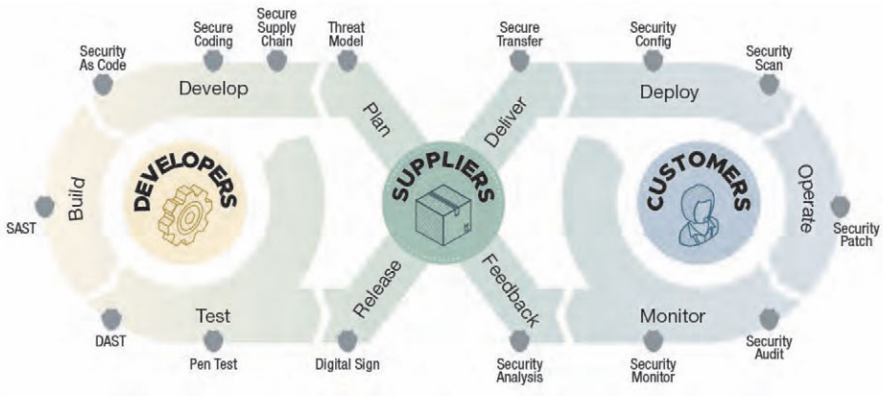 Security
As Code
Secure
Coding
Secure
Supply
Chain
Threat
Model
Secure
Transfer
Security
Config
Security
Scan
Develop
Plan
Deliver
Deploy
Build
DEVELOPERS
SUPPLIERS
CUSTOMERS
Operate
SAST
Security
Patch
Test
Release
Feedback
Monitor
DAST
Pen Test
Digital Sign
Security
Analysis
Security
Monitor
Security
Audit